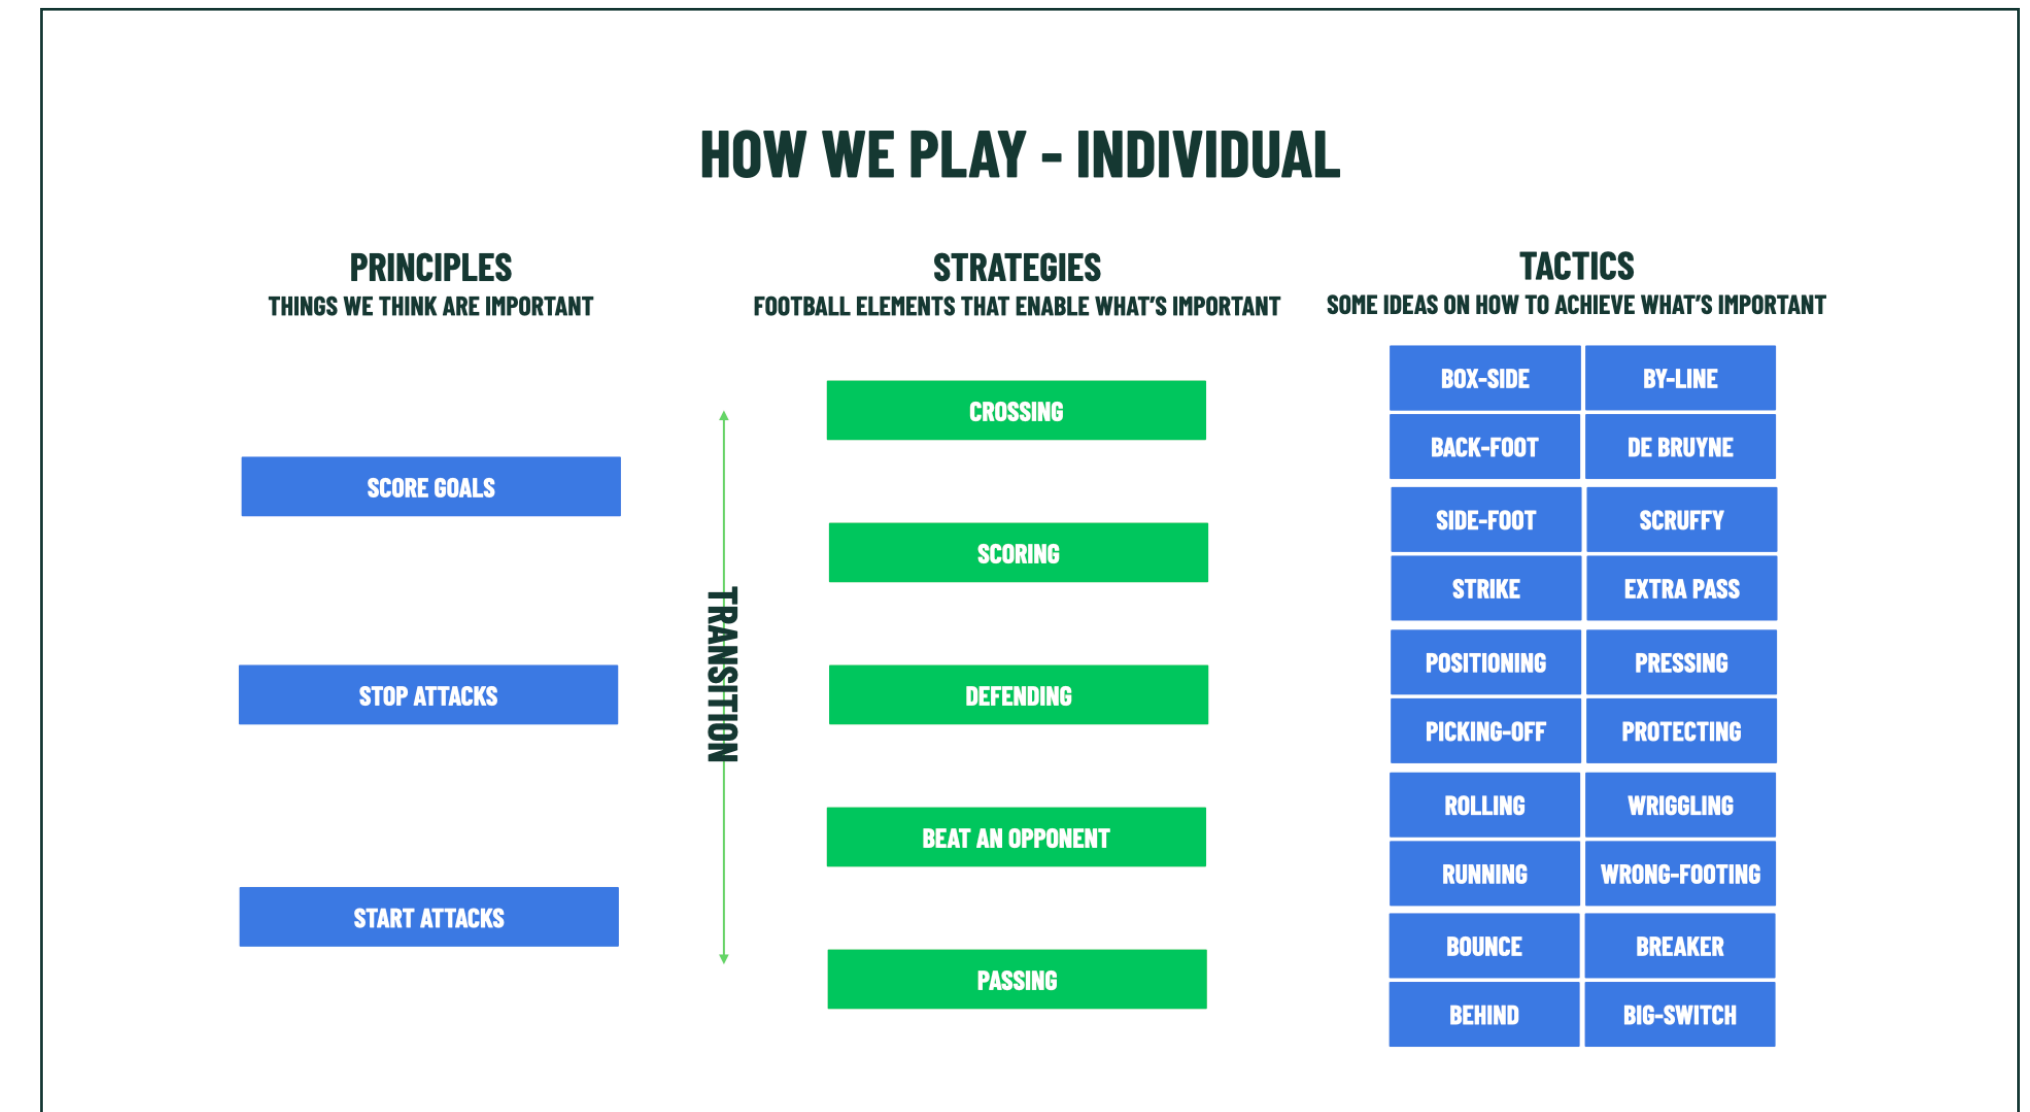 HOW WE PLAY - INDIVIDUAL
PRINCIPLES
THINGS WE THINK ARE IMPORTANT
SCORE GOALS
STOP ATTACKS
START ATTACKS
TRANSITION
STRATEGIES
FOOTBALL ELEMENTS THAT ENABLE WHAT'S IMPORTANT
CROSSING
SCORING
DEFENDING
BEAT AN OPPONENT
PASSING
TACTICS
SOME IDEAS ON HOW TO ACHIEVE WHAT'S IMPORTANT
BOX-SIDE
BY-LINE
BACK-FOOT
DE BRUYNE
SIDE-FOOT
SCRUFFY
STRIKE
EXTRA PASS
POSITIONING
PRESSING
PICKING-OFF
PROTECTING
ROLLING
WRIGGLING
RUNNING
WRONG-FOOTING
BOUNCE
BREAKER
BEHIND
BIG-SWITCH